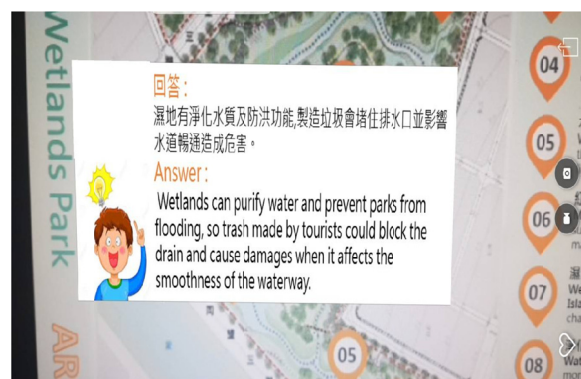 Wetlands Park
回答:
濕地有淨化水質及防洪功能,製造垃圾會堵住排水口並影響
水道暢通造成危害。
Answer:
Wetlands can purify water and prevent parks from
flooding, so trash made by tourists could block the
drain and cause damages when it affects the
smoothness of the waterway.
04
05
06
07
08
05